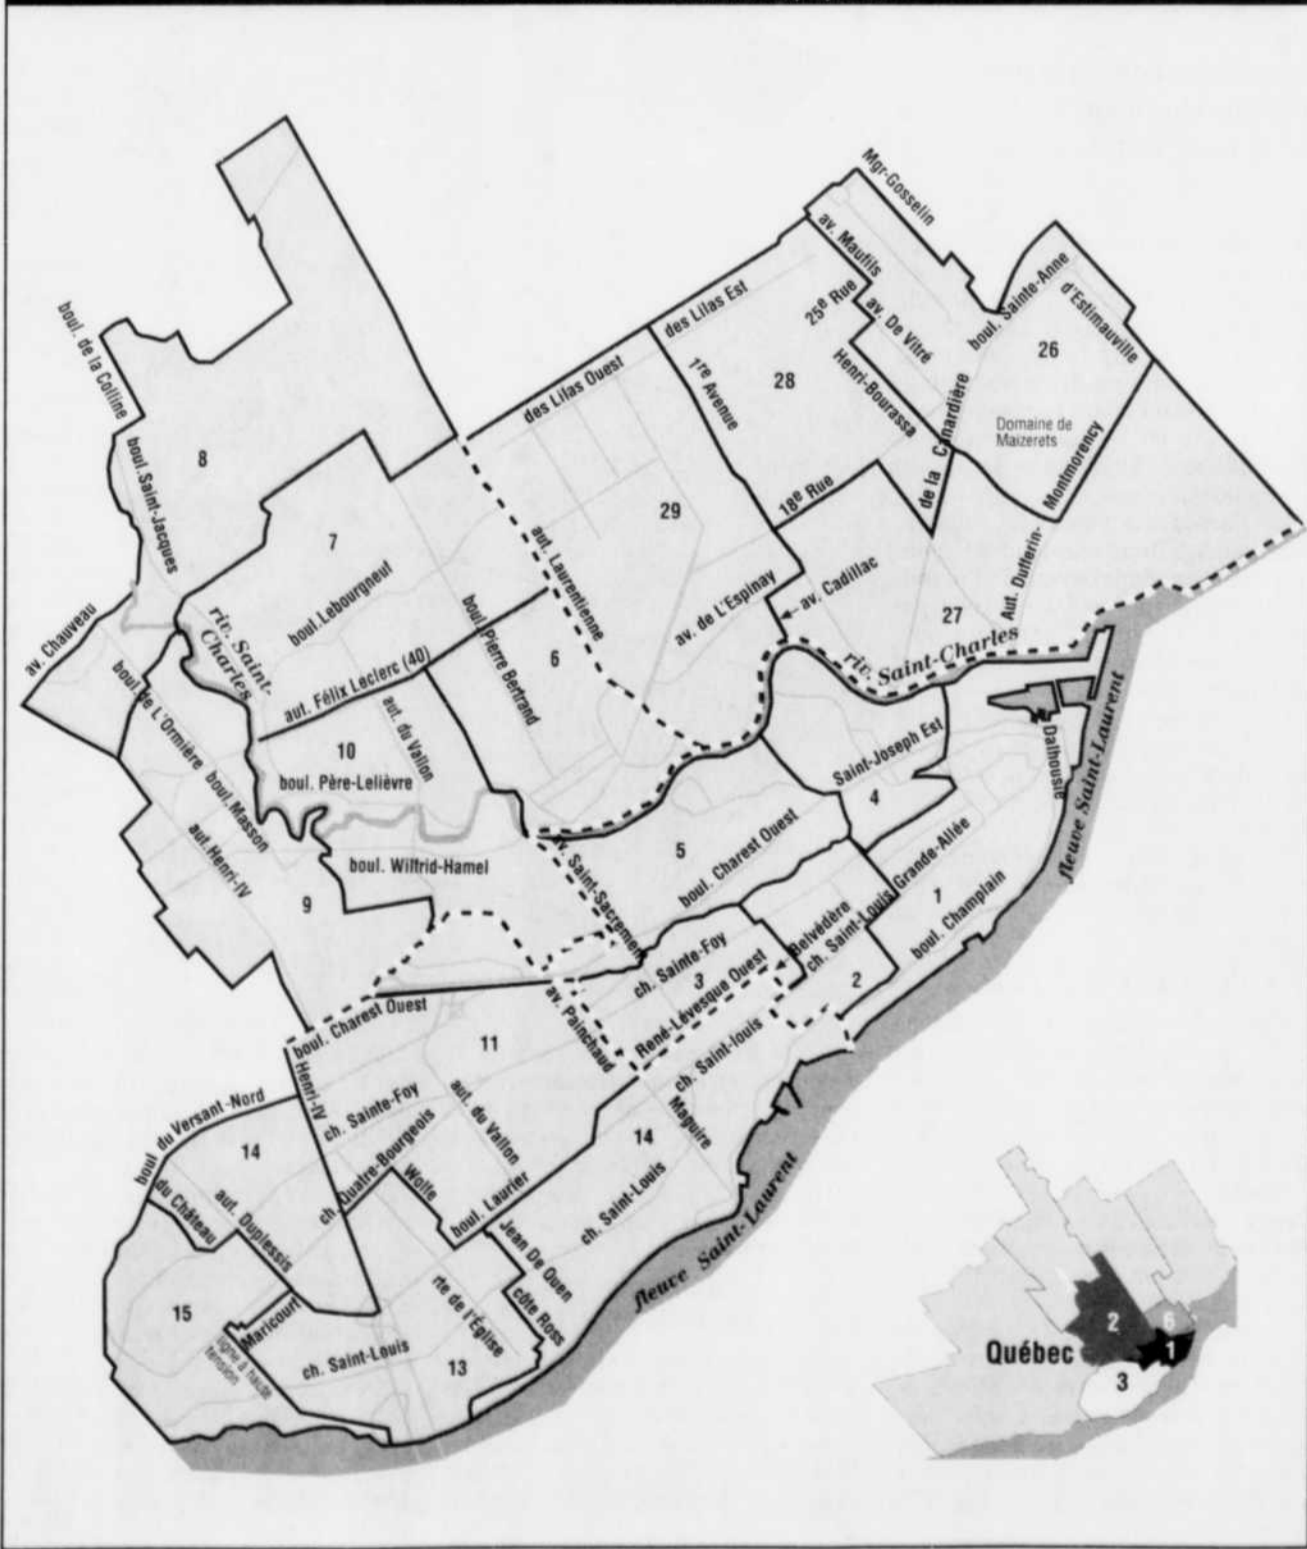 Mgr-Gosselin
av. Maufils
boul. Sainte-Anne
d'Estimauville
25e Rue
av. De Vitré
des Lilas Est
boul. de la Colline
26
1re Avenue
28
Henri-Bourassa
des Lilas Ouest
de la Canardière
Domaine de
Maizerets
Montmorency
8
boul. Saint-Jacques
18e Rue
29
7
aut. Laurentienne
Aut. Dufferin-
boul. Lebourgneuf
av. Cadillac
av. de L'Espinay
27
av. Chauveau
riv. Saint-
Charles
boul. Pierre Bertrand
6
riv. Saint-Charles
aut. Félix Leclerc (40)
boul. de L'Ormière
aut. du Vallon
10
boul. Père-Lelièvre
Saint-Joseph Est
Dalhousie
fleuve Saint-Laurent
4
boul. Masson
aut. Henri-IV
boul. Wilfrid-Hamel
av. Saint-Sacrement
5
boul. Charest Ouest
Grande-Allée
1
boul. Champlain
9
Belvédère
ch. Saint-Louis
ch. Sainte-Foy
3
2
René-Lévesque Ouest
boul. Charest Ouest
av. Painchaud
11
ch. Saint-louis
Henri-IV
Maguire
boul du Versant-Nord
ch. Sainte-Foy
aut. du Vallon
14
14
ch. Quatre-Bourgeois
Wolfe
boul. Laurier
ch. Saint-Louis
du Château
aut. Duplessis
Jean De Quen
fleuve Saint-Laurent
côte Ross
rte de l'Église
15
Maricourt
ligne à haute
tension
ch. Saint-Louis
13
Québec
2
6
1
3